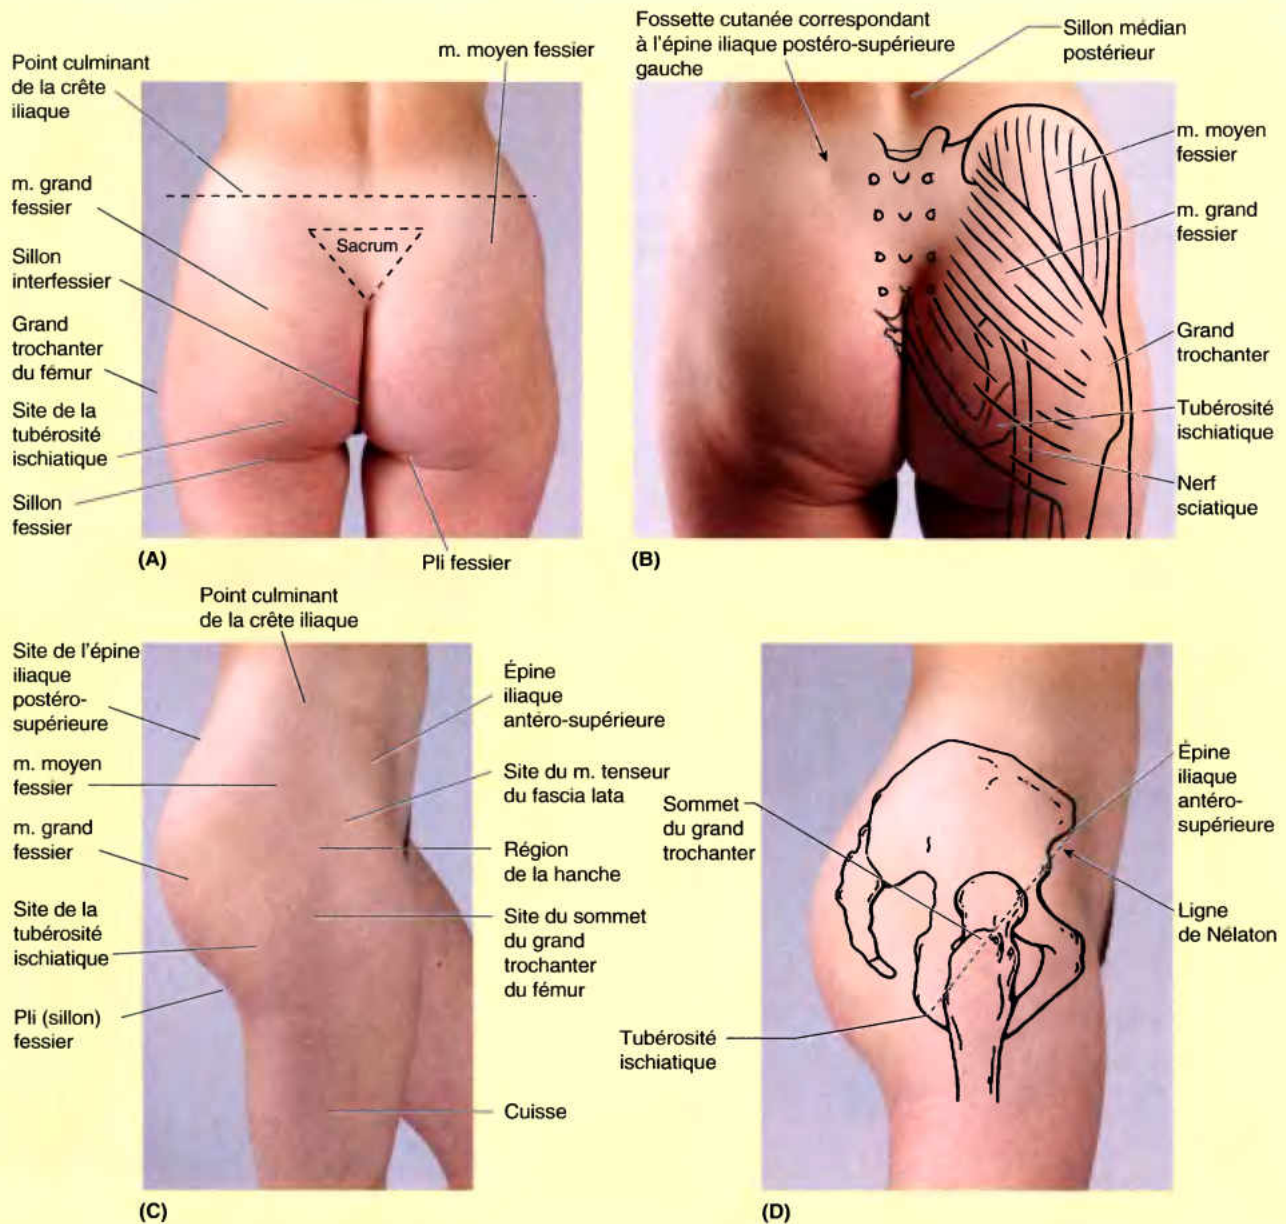 Point culminant
de la crête
iliaque
m. moyen fessier
m. grand
fessier
Sacrum
Sillon
interfessier
Grand
trochanter
du fémur
Site de la
tubérosité
ischiatique
Sillon
fessier
Pli fessier
(A)
Fossette cutanée correspondant
à l'épine iliaque postéro-supérieure
gauche
Sillon médian
postérieur
m. moyen
fessier
m. grand
fessier
Grand
trochanter
Tubérosité
ischiatique
Nerf
sciatique
(B)
Point culminant
de la crête iliaque
Site de l'épine
iliaque
postéro-
supérieure
m. moyen
fessier
m. grand
fessier
Site de la
tubérosité
ischiatique
Pli (sillon)
fessier
Épine
iliaque
antéro-supérieure
Site du m. tenseur
du fascia lata
Région
de la hanche
Site du sommet
du grand
trochanter
du fémur
Cuisse
(C)
Sommet
du grand
trochanter
Tubérosité
ischiatique
Épine
iliaque
antéro-
supérieure
Ligne
de Nélaton
(D)